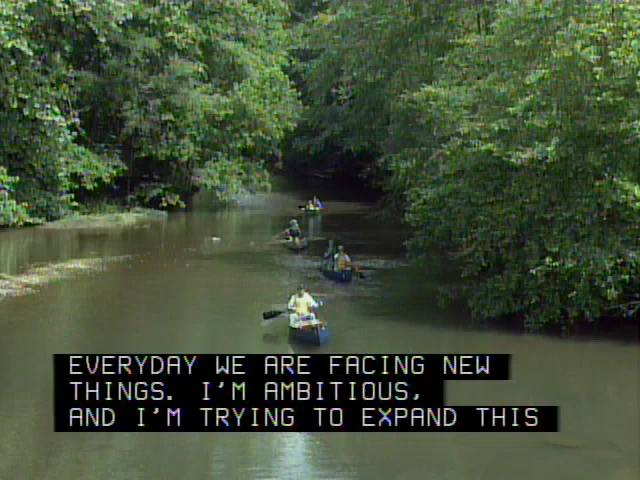 EVERYDAY WE ARE FACING NEW
THINGS. I'M AMBITIOUS,
AND I'M TRYING TO EXPAND THIS